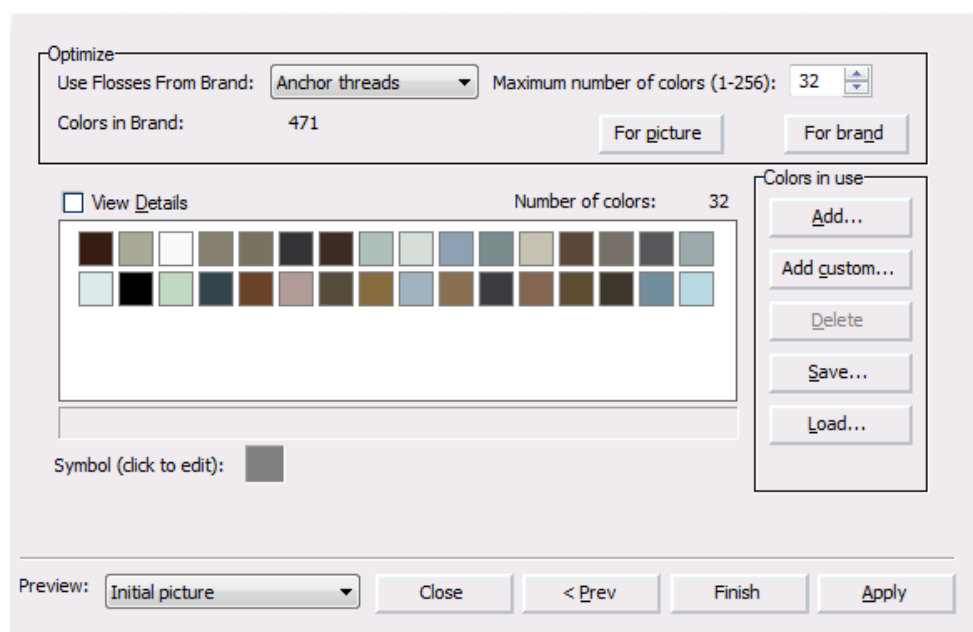 Optimize
Use Flosses From Brand: Anchor threads Maximum number of colors (1-256): 32
Colors in Brand: 471 For picture For brand
View Details Number of colors: 32
Colors in use
Add...
Add custom...
Delete
Save...
Load...
Symbol (click to edit):
Preview: Initial picture Close < Prev Finish Apply